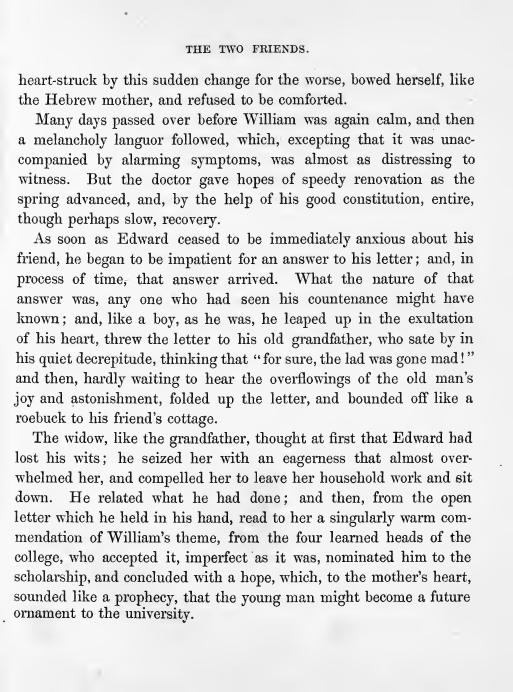 THE TWO FRIENDS.
heart-struck by this sudden change for the worse, bowed herself, like
the Hebrew mother, and refused to be comforted.
Many days passed over before William was again calm, and then
a melancholy languor followed, which, excepting that it was unac-
companied by alarming symptoms, was almost as distressing to
witness. But the doctor gave hopes of speedy renovation as the
spring advanced, and, by the help of his good constitution, entire,
though perhaps slow, recovery.
As soon as Edward ceased to be immediately anxious about his
friend, he began to be impatient for an answer to his letter; and, in
process of time, that answer arrived. What the nature of that
answer was, any one who had seen his countenance might have
known; and, like a boy, as he was, he leaped up in the exultation
of his heart, threw the letter to his old grandfather, who sate by in
his quiet decrepitude, thinking that "for sure, the lad was gone mad!"
and then, hardly waiting to hear the overflowings of the old man's
joy and astonishment, folded up the letter, and bounded off like a
roebuck to his friend's cottage.
The widow, like the grandfather, thought at first that Edward had
lost his wits; he seized her with an eagerness that almost over-
whelmed her, and compelled her to leave her household work and sit
down. He related what he had done; and then, from the open
letter which he held in his hand, read to her a singularly warm com-
mendation of William's theme, from the four learned heads of the
college, who accepted it, imperfect as it was, nominated him to the
scholarship, and concluded with a hope, which, to the mother's heart,
sounded like a prophecy, that the young man might become a future
ornament to the university.